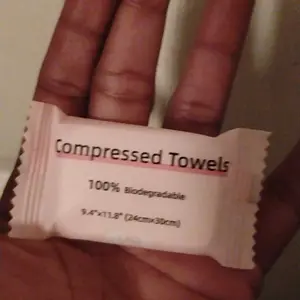 Compressed Towels
100% Biodegradable
9.4"×11.8" (24cm×30cm)